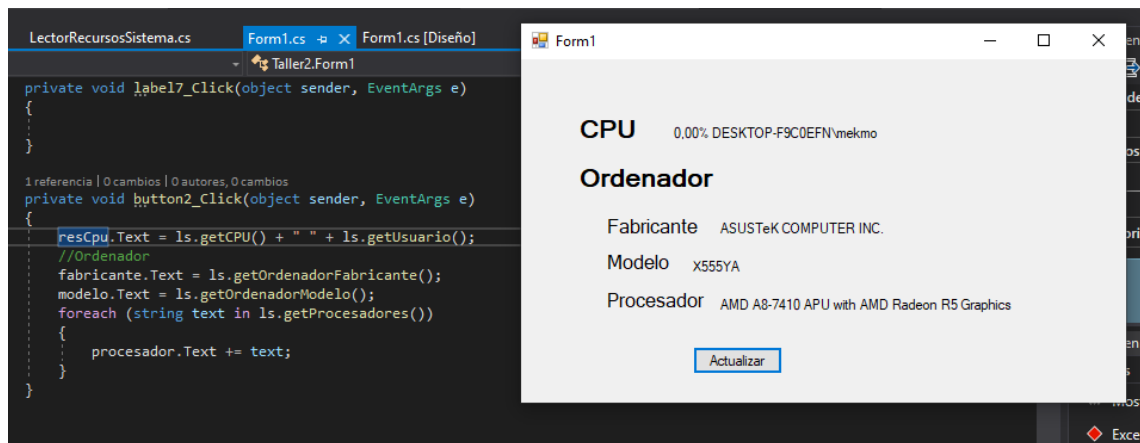 LectorRecursosSistema.cs Form1.cs Form1.cs [Diseño]
Taller2.Form1
private void label7_Click(object sender, EventArgs e)
{
}
1 referencia | 0 cambios | 0 autores, 0 cambios
private void button2_Click(object sender, EventArgs e)
{
resCpu.Text = ls.getCPU() + " " + ls.getUsuario();
//Ordenador
fabricante.Text = ls.getOrdenadorFabricante();
modelo.Text = ls.getOrdenadorModelo();
foreach (string text in ls.getProcesadores())
{
procesador.Text += text;
}
}
Form1
CPU 0,00% DESKTOP-F9C0EFN\mekmo
Ordenador
Fabricante ASUSTeK COMPUTER INC.
Modelo X555YA
Procesador AMD A8-7410 APU with AMD Radeon R5 Graphics
Actualizar